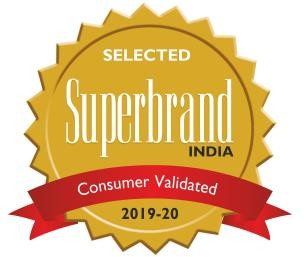 SELECTED
Superbrand
INDIA
Consumer Validated
2019-20